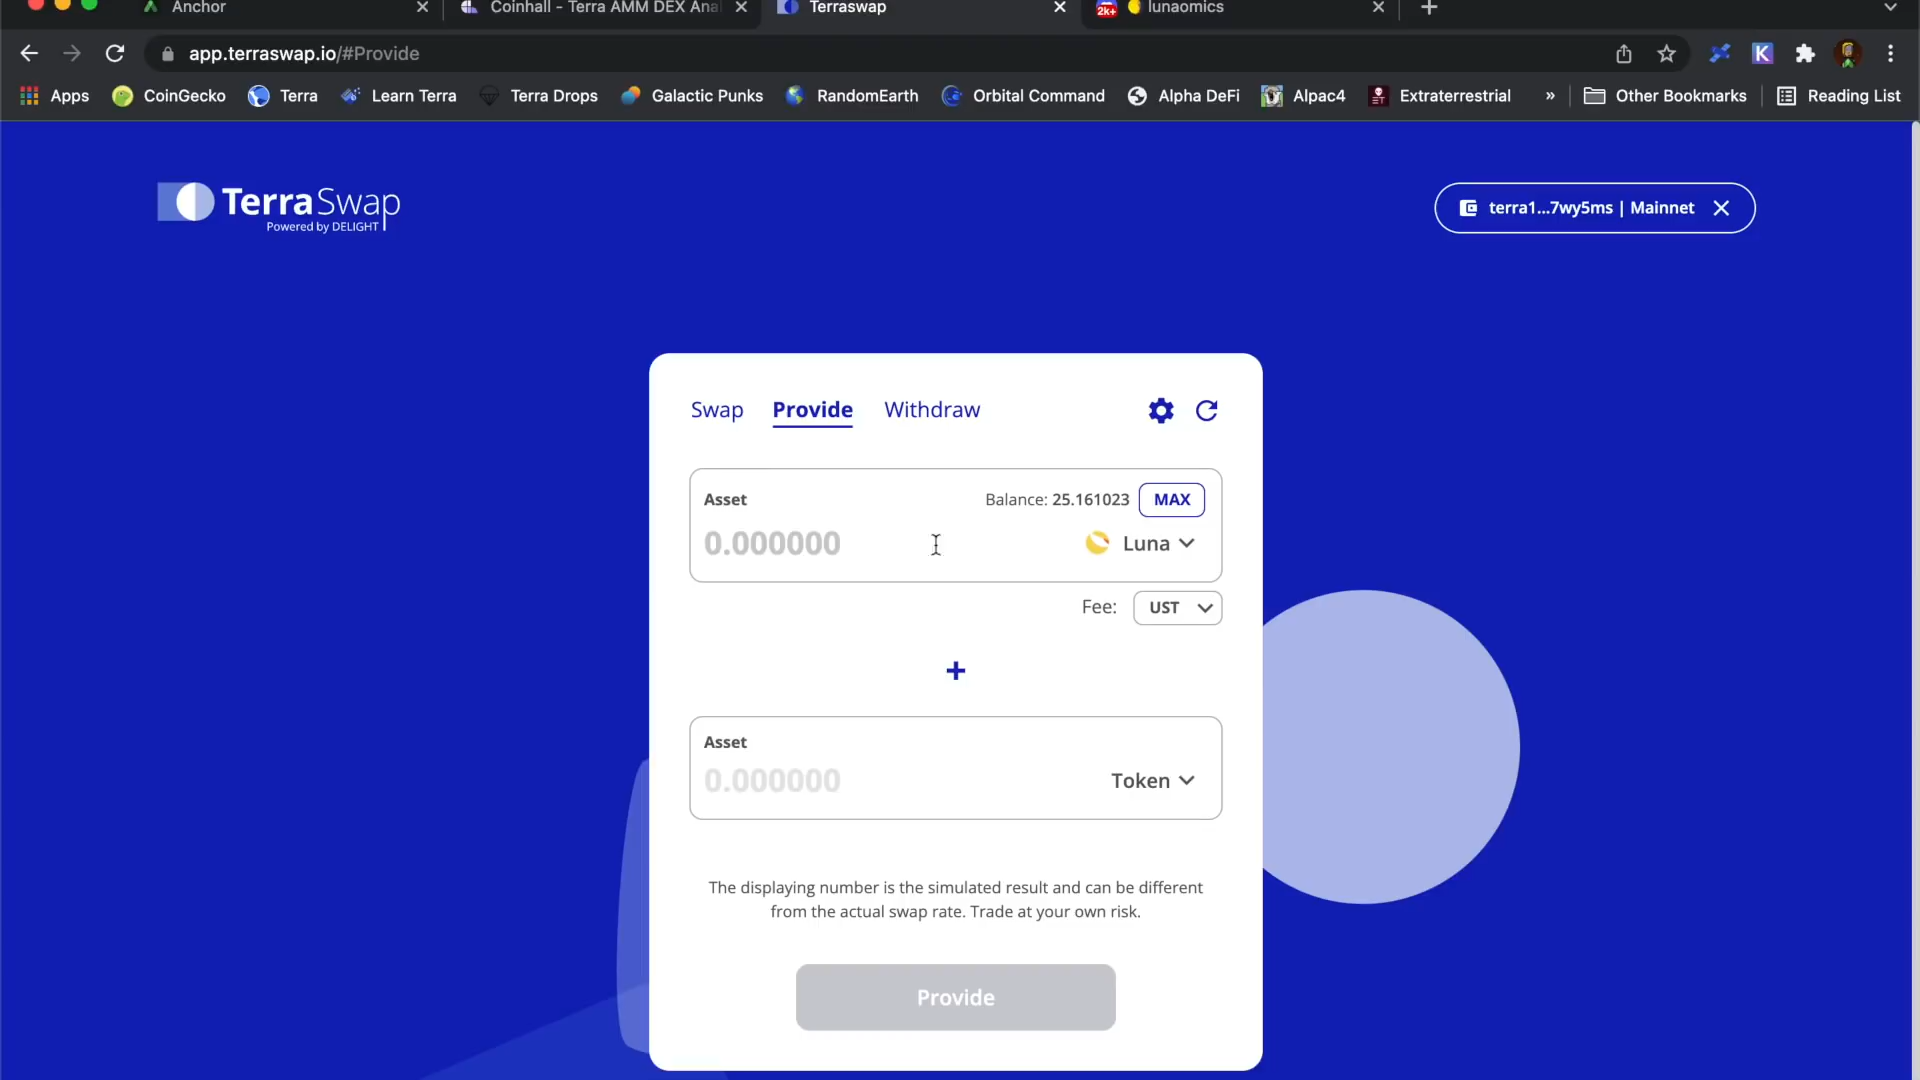 Anchor
Coinhall - Terra AMM DEX Anal
Terraswap
2k+
lunaomics
app.terraswap.io/#Provide
K
Apps
CoinGecko
Terra
Learn Terra
Terra Drops
Galactic Punks
RandomEarth
Orbital Command
Alpha DeFi
Alpac4
Extraterrestrial
»
Other Bookmarks
Reading List
TerraSwap
Powered by DELIGHT
terra1...7wy5ms | Mainnet
Swap
Provide
Withdraw
Asset
Balance: 25.161023
MAX
0.000000
Luna
Fee:
UST
+
Asset
0.000000
Token
The displaying number is the simulated result and can be different
from the actual swap rate. Trade at your own risk.
Provide